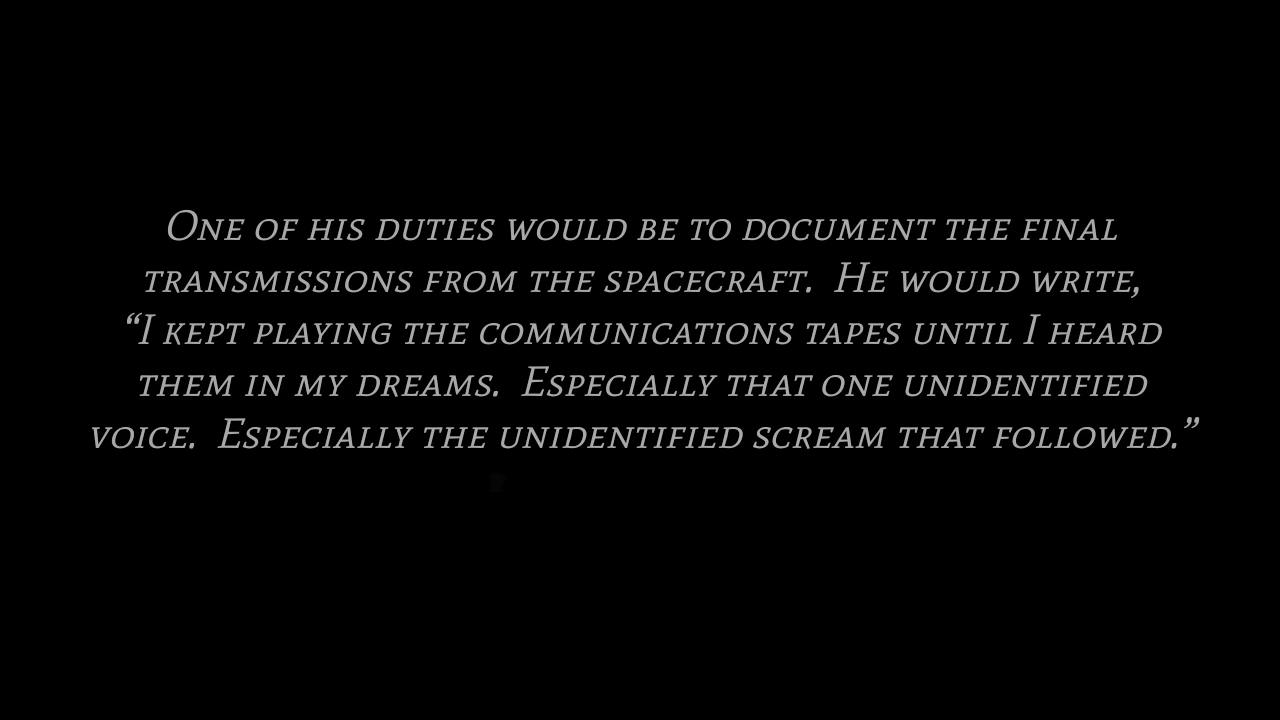 One of his duties would be to document the final
transmissions from the spacecraft.  He would write,
“I kept playing the communications tapes until I heard
them in my dreams.  Especially that one unidentified
voice.  Especially the unidentified scream that followed.”